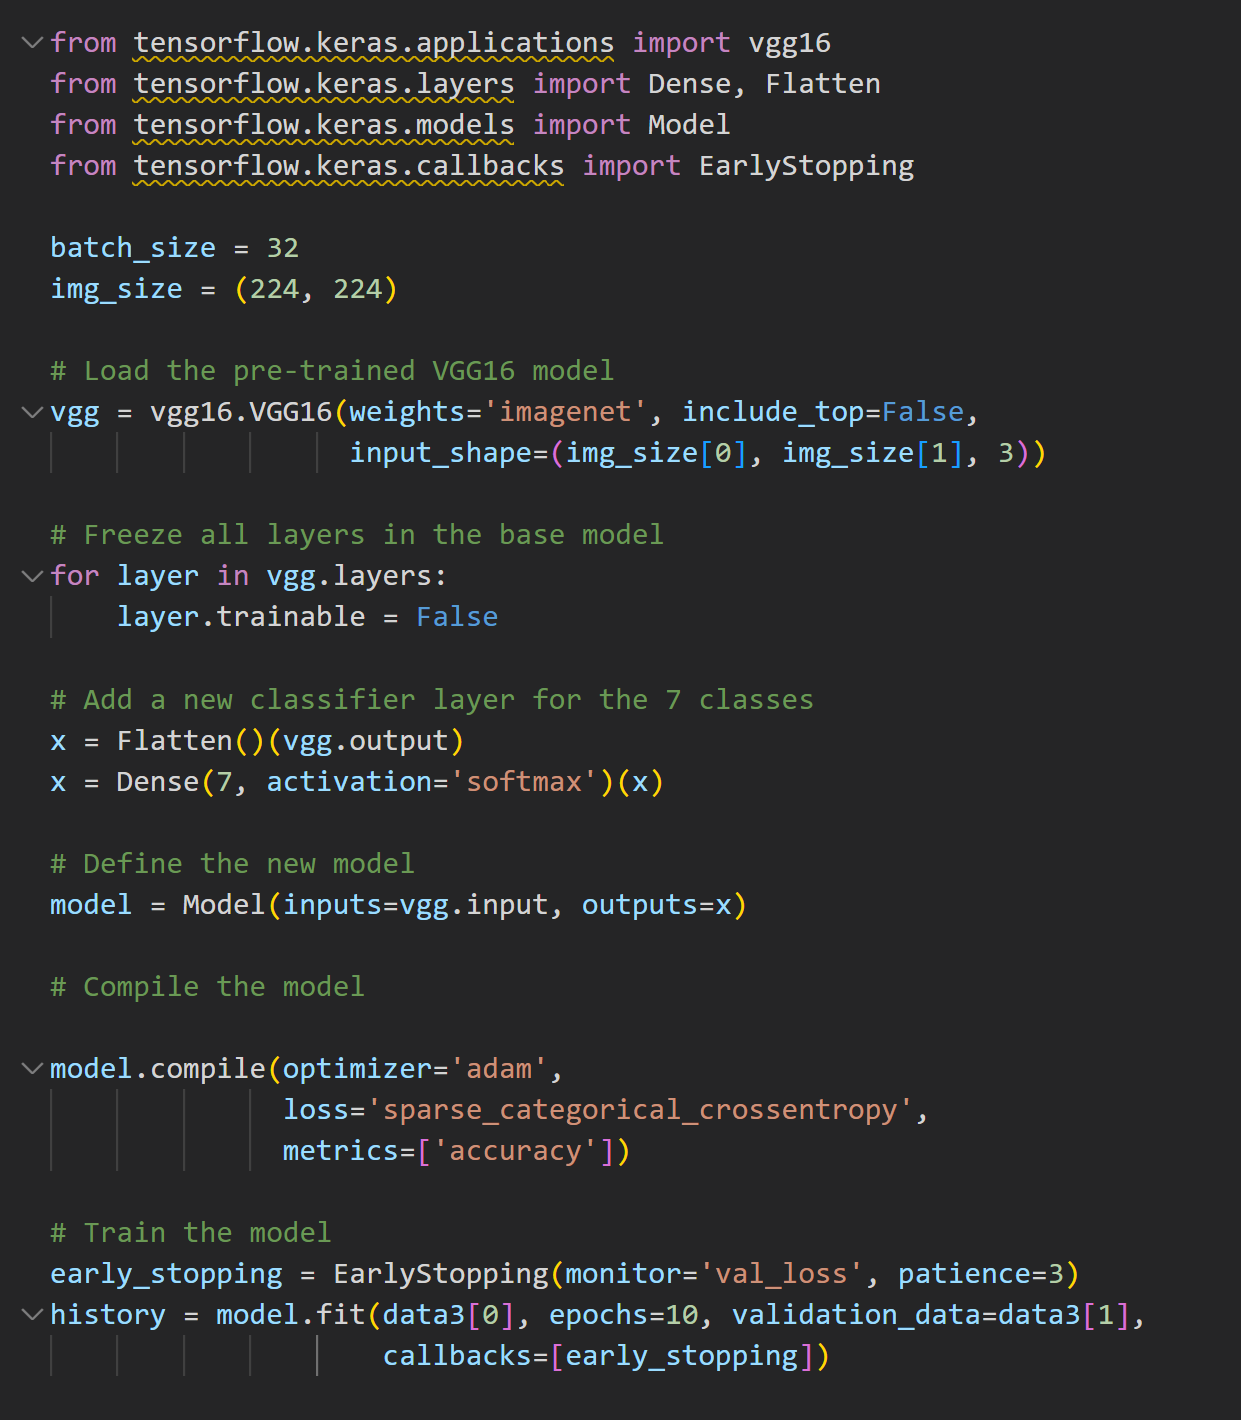 from tensorflow.keras.applications import vgg16
from tensorflow.keras.layers import Dense, Flatten
from tensorflow.keras.models import Model
from tensorflow.keras.callbacks import EarlyStopping

batch_size = 32
img_size = (224, 224)

# Load the pre-trained VGG16 model
vgg = vgg16.VGG16(weights='imagenet', include_top=False,
                  input_shape=(img_size[0], img_size[1], 3))

# Freeze all layers in the base model
for layer in vgg.layers:
    layer.trainable = False

# Add a new classifier layer for the 7 classes
x = Flatten()(vgg.output)
x = Dense(7, activation='softmax')(x)

# Define the new model
model = Model(inputs=vgg.input, outputs=x)

# Compile the model

model.compile(optimizer='adam',
              loss='sparse_categorical_crossentropy',
              metrics=['accuracy'])

# Train the model
early_stopping = EarlyStopping(monitor='val_loss', patience=3)
history = model.fit(data3[0], epochs=10, validation_data=data3[1],
                    callbacks=[early_stopping])